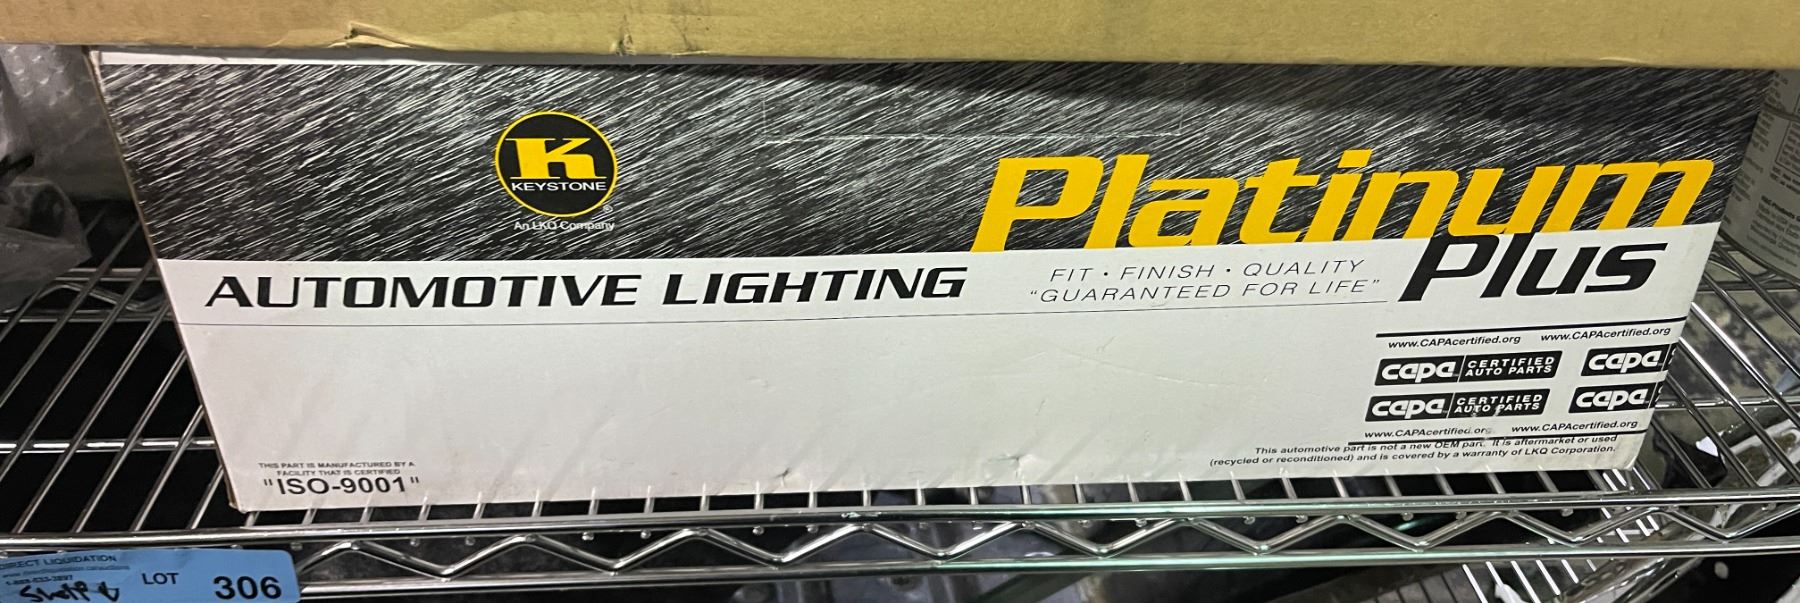 K
KEYSTONE
®
An LKQ Company
Platinum
Plus
AUTOMOTIVE LIGHTING
FIT · FINISH · QUALITY
"GUARANTEED FOR LIFE"
www.CAPAcertified.org www.CAPAcertified.org
capa CERTIFIED AUTO PARTS capa
capa CERTIFIED AUTO PARTS capa
www.CAPAcertified.org www.CAPAcertified.org
This automotive part is not a new OEM part. It is aftermarket or used
(recycled or reconditioned) and is covered by a warranty of LKQ Corporation.
THIS PART IS MANUFACTURED BY A
FACILITY THAT IS CERTIFIED
"ISO-9001"
DIRECT LIQUIDATION
LOT 306